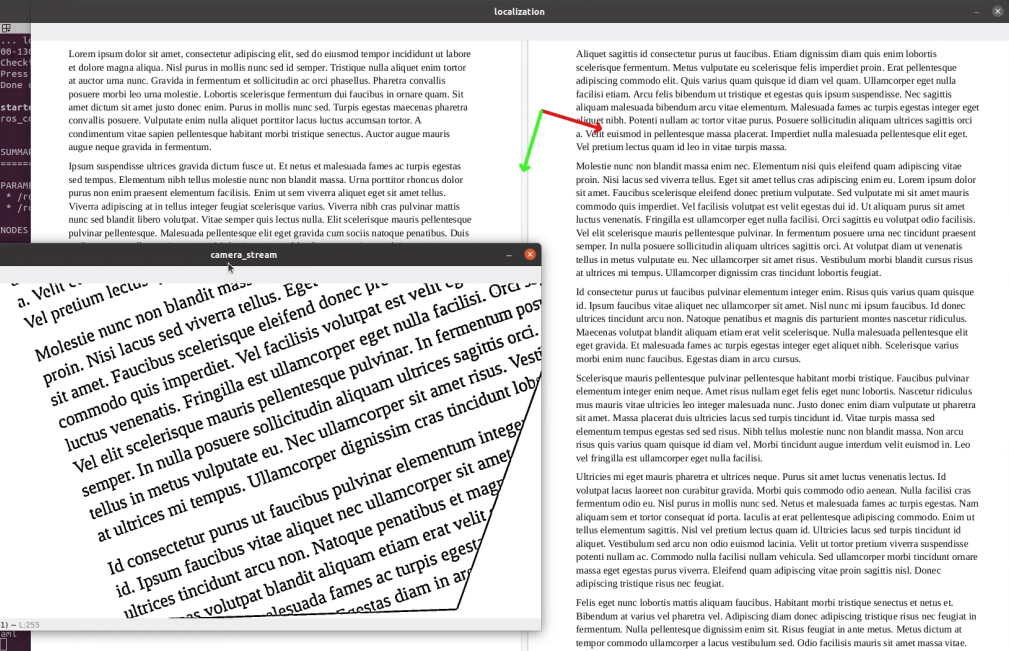 localization
... lo
00-130
Checki
Press
Done c
starte
ros_co
SUMMAR
=======
PARAME
* /ro
* /ro
NODES
Lorem ipsum dolor sit amet, consectetur adipiscing elit, sed do eiusmod tempor incididunt ut labore
et dolore magna aliqua. Nisl purus in mollis nunc sed id semper. Tristique nulla aliquet enim tortor
at auctor urna nunc. Gravida in fermentum et sollicitudin ac orci phasellus. Pharetra convallis
posuere morbi leo urna molestie. Lobortis scelerisque fermentum dui faucibus in ornare quam. Sit
amet dictum sit amet justo donec enim. Purus in mollis nunc sed. Turpis egestas maecenas pharetra
convallis posuere. Vulputate enim nulla aliquet porttitor lacus luctus accumsan tortor. A
condimentum vitae sapien pellentesque habitant morbi tristique senectus. Auctor augue mauris
augue neque gravida in fermentum.
Ipsum suspendisse ultrices gravida dictum fusce ut. Et netus et malesuada fames ac turpis egestas
sed tempus. Elementum nibh tellus molestie nunc non blandit massa. Urna porttitor rhoncus dolor
purus non enim praesent elementum facilisis. Enim ut sem viverra aliquet eget sit amet tellus.
Viverra adipiscing at in tellus integer feugiat scelerisque varius. Viverra nibh cras pulvinar mattis
nunc sed blandit libero volutpat. Vitae semper quis lectus nulla. Elit scelerisque mauris pellentesque
pulvinar pellentesque. Malesuada pellentesque elit eget gravida cum sociis natoque penatibus. Duis
Aliquet sagittis id consectetur purus ut faucibus. Etiam dignissim diam quis enim lobortis
scelerisque fermentum. Metus vulputate eu scelerisque felis imperdiet proin. Erat pellentesque
adipiscing commodo elit. Quis varius quam quisque id diam vel quam. Ullamcorper eget nulla
facilisi etiam. Arcu felis bibendum ut tristique et egestas quis ipsum suspendisse. Nec sagittis
aliquam malesuada bibendum arcu vitae elementum. Malesuada fames ac turpis egestas integer eget
aliquet nibh. Potenti nullam ac tortor vitae purus. Posuere sollicitudin aliquam ultrices sagittis orci
a. Velit euismod in pellentesque massa placerat. Imperdiet nulla malesuada pellentesque elit eget.
Vel pretium lectus quam id leo in vitae turpis massa.
Molestie nunc non blandit massa enim nec. Elementum nisi quis eleifend quam adipiscing vitae
proin. Nisi lacus sed viverra tellus. Eget sit amet tellus cras adipiscing enim eu. Lorem ipsum dolor
sit amet. Faucibus scelerisque eleifend donec pretium vulputate. Sed vulputate mi sit amet mauris
commodo quis imperdiet. Vel facilisis volutpat est velit egestas dui id. Ut aliquam purus sit amet
luctus venenatis. Fringilla est ullamcorper eget nulla facilisi. Orci sagittis eu volutpat odio facilisis.
Vel elit scelerisque mauris pellentesque pulvinar. In fermentum posuere urna nec tincidunt praesent
semper. In nulla posuere sollicitudin aliquam ultrices sagittis orci. At volutpat diam ut venenatis
tellus in metus vulputate eu. Nec ullamcorper sit amet risus. Vestibulum morbi blandit cursus risus
at ultrices mi tempus. Ullamcorper dignissim cras tincidunt lobortis feugiat.
Id consectetur purus ut faucibus pulvinar elementum integer enim. Risus quis varius quam quisque
id. Ipsum faucibus vitae aliquet nec ullamcorper sit amet. Nisl nunc mi ipsum faucibus. Id donec
ultrices tincidunt arcu non. Natoque penatibus et magnis dis parturient montes nascetur ridiculus.
Maecenas volutpat blandit aliquam etiam erat velit scelerisque. Nulla malesuada pellentesque elit
eget gravida. Et malesuada fames ac turpis egestas integer eget aliquet nibh. Scelerisque varius
morbi enim nunc faucibus. Egestas diam in arcu cursus.
Scelerisque mauris pellentesque pulvinar pellentesque habitant morbi tristique. Faucibus pulvinar
elementum integer enim neque. Amet risus nullam eget felis eget nunc lobortis. Nascetur ridiculus
mus mauris vitae ultricies leo integer malesuada nunc. Justo donec enim diam vulputate ut pharetra
sit amet. Massa placerat duis ultricies lacus sed turpis tincidunt id. Vitae turpis massa sed
elementum tempus egestas sed sed risus. Nibh tellus molestie nunc non blandit massa. Non arcu
risus quis varius quam quisque id diam vel. Morbi tincidunt augue interdum velit euismod in. Leo
vel fringilla est ullamcorper eget nulla facilisi.
Ultricies mi eget mauris pharetra et ultrices neque. Purus sit amet luctus venenatis lectus. Id
volutpat lacus laoreet non curabitur gravida. Morbi quis commodo odio aenean. Nulla facilisi cras
fermentum odio eu. Nisl purus in mollis nunc sed. Netus et malesuada fames ac turpis egestas. Nam
aliquam sem et tortor consequat id porta. Iaculis at erat pellentesque adipiscing commodo. Enim ut
tellus elementum sagittis. Nisl vel pretium lectus quam id. Ultricies lacus sed turpis tincidunt id
aliquet. Vestibulum sed arcu non odio euismod lacinia. Velit ut tortor pretium viverra suspendisse
potenti nullam ac. Commodo nulla facilisi nullam vehicula. Sed ullamcorper morbi tincidunt ornare
massa eget egestas purus viverra. Eleifend quam adipiscing vitae proin sagittis nisl. Donec
adipiscing tristique risus nec feugiat.
Felis eget nunc lobortis mattis aliquam faucibus. Habitant morbi tristique senectus et netus et.
Bibendum at varius vel pharetra vel. Adipiscing diam donec adipiscing tristique risus nec feugiat in
fermentum. Nulla pellentesque dignissim enim sit. Risus feugiat in ante metus. Metus dictum at
tempor commodo ullamcorper a lacus vestibulum sed. Odio facilisis mauris sit amet massa vitae.
camera_stream
a. Velit e
Vel pretium lectus
Molestie nunc non blandit mass
proin. Nisi lacus sed viverra tellus. Eget
sit amet. Faucibus scelerisque eleifend donec pr
commodo quis imperdiet. Vel facilisis volutpat est velit eg
luctus venenatis. Fringilla est ullamcorper eget nulla facilisi. Orci s
Vel elit scelerisque mauris pellentesque pulvinar. In fermentum pos
semper. In nulla posuere sollicitudin aliquam ultrices sagittis orci.
tellus in metus vulputate eu. Nec ullamcorper sit amet risus. Vesti
at ultrices mi tempus. Ullamcorper dignissim cras tincidunt lob
Id consectetur purus ut faucibus pulvinar elementum intege
id. Ipsum faucibus vitae aliquet nec ullamcorper sit amet
ultrices tincidunt arcu non. Natoque penatibus et magn
as volutpat blandit aliquam etiam erat velit
lesuada fames ac turpis egesta
Egestas diam in ar
1) ~ L:255